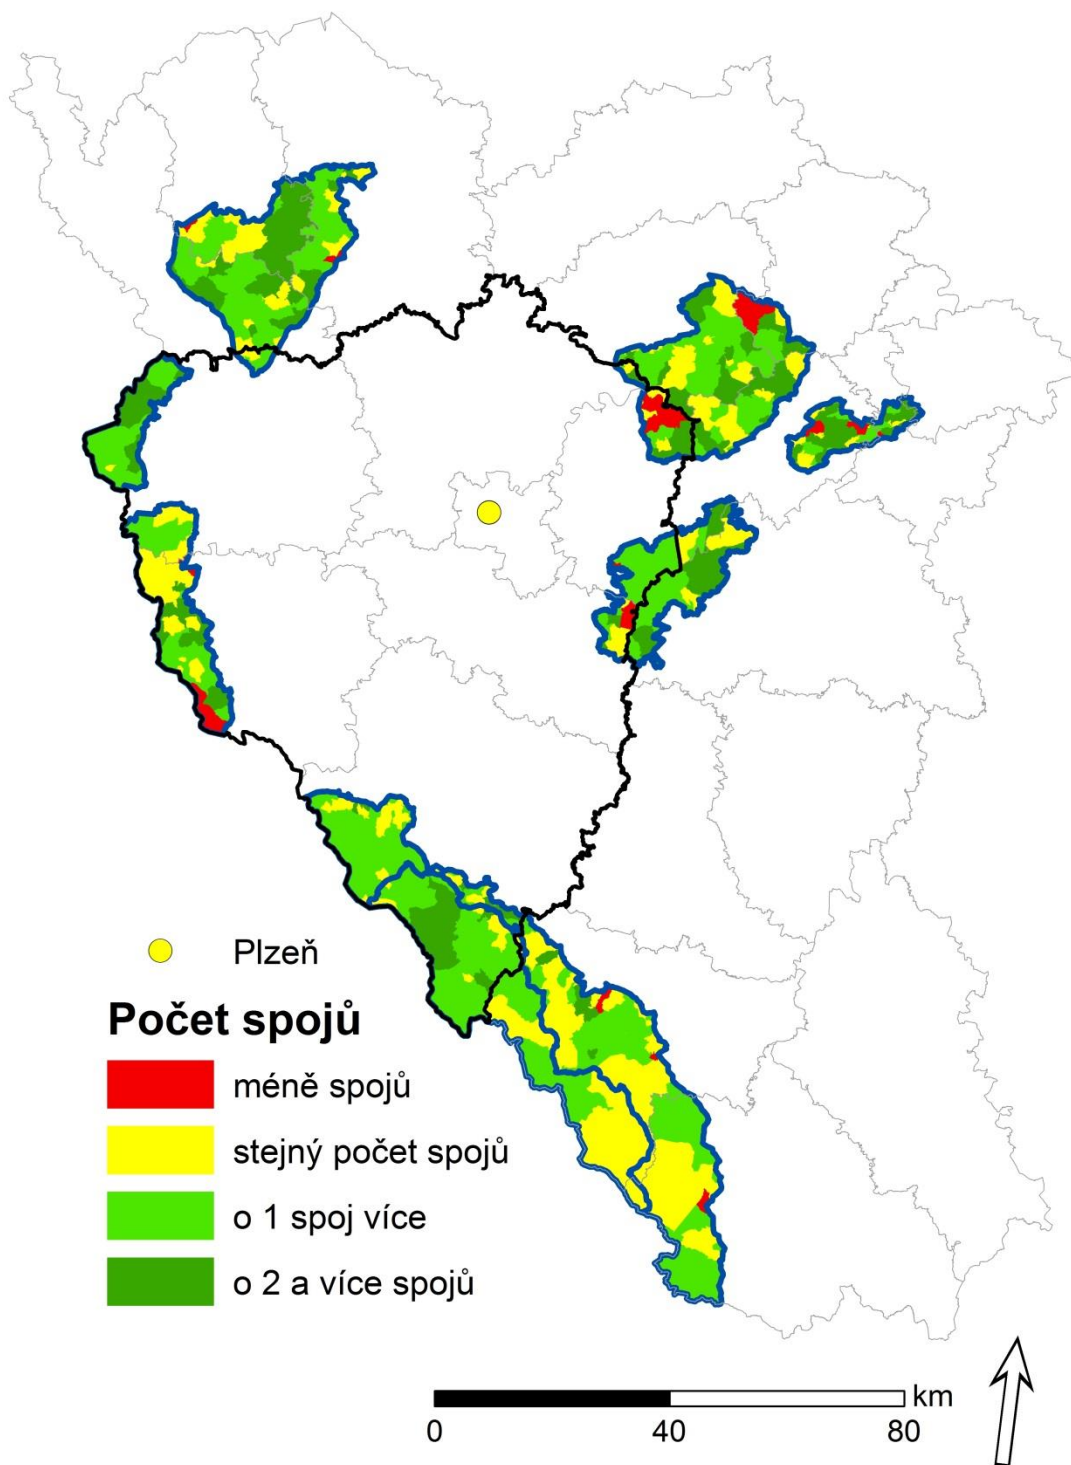 Plzeň
Počet spojů
méně spojů
stejný počet spojů
o 1 spoj více
o 2 a více spojů
km
0 40 80